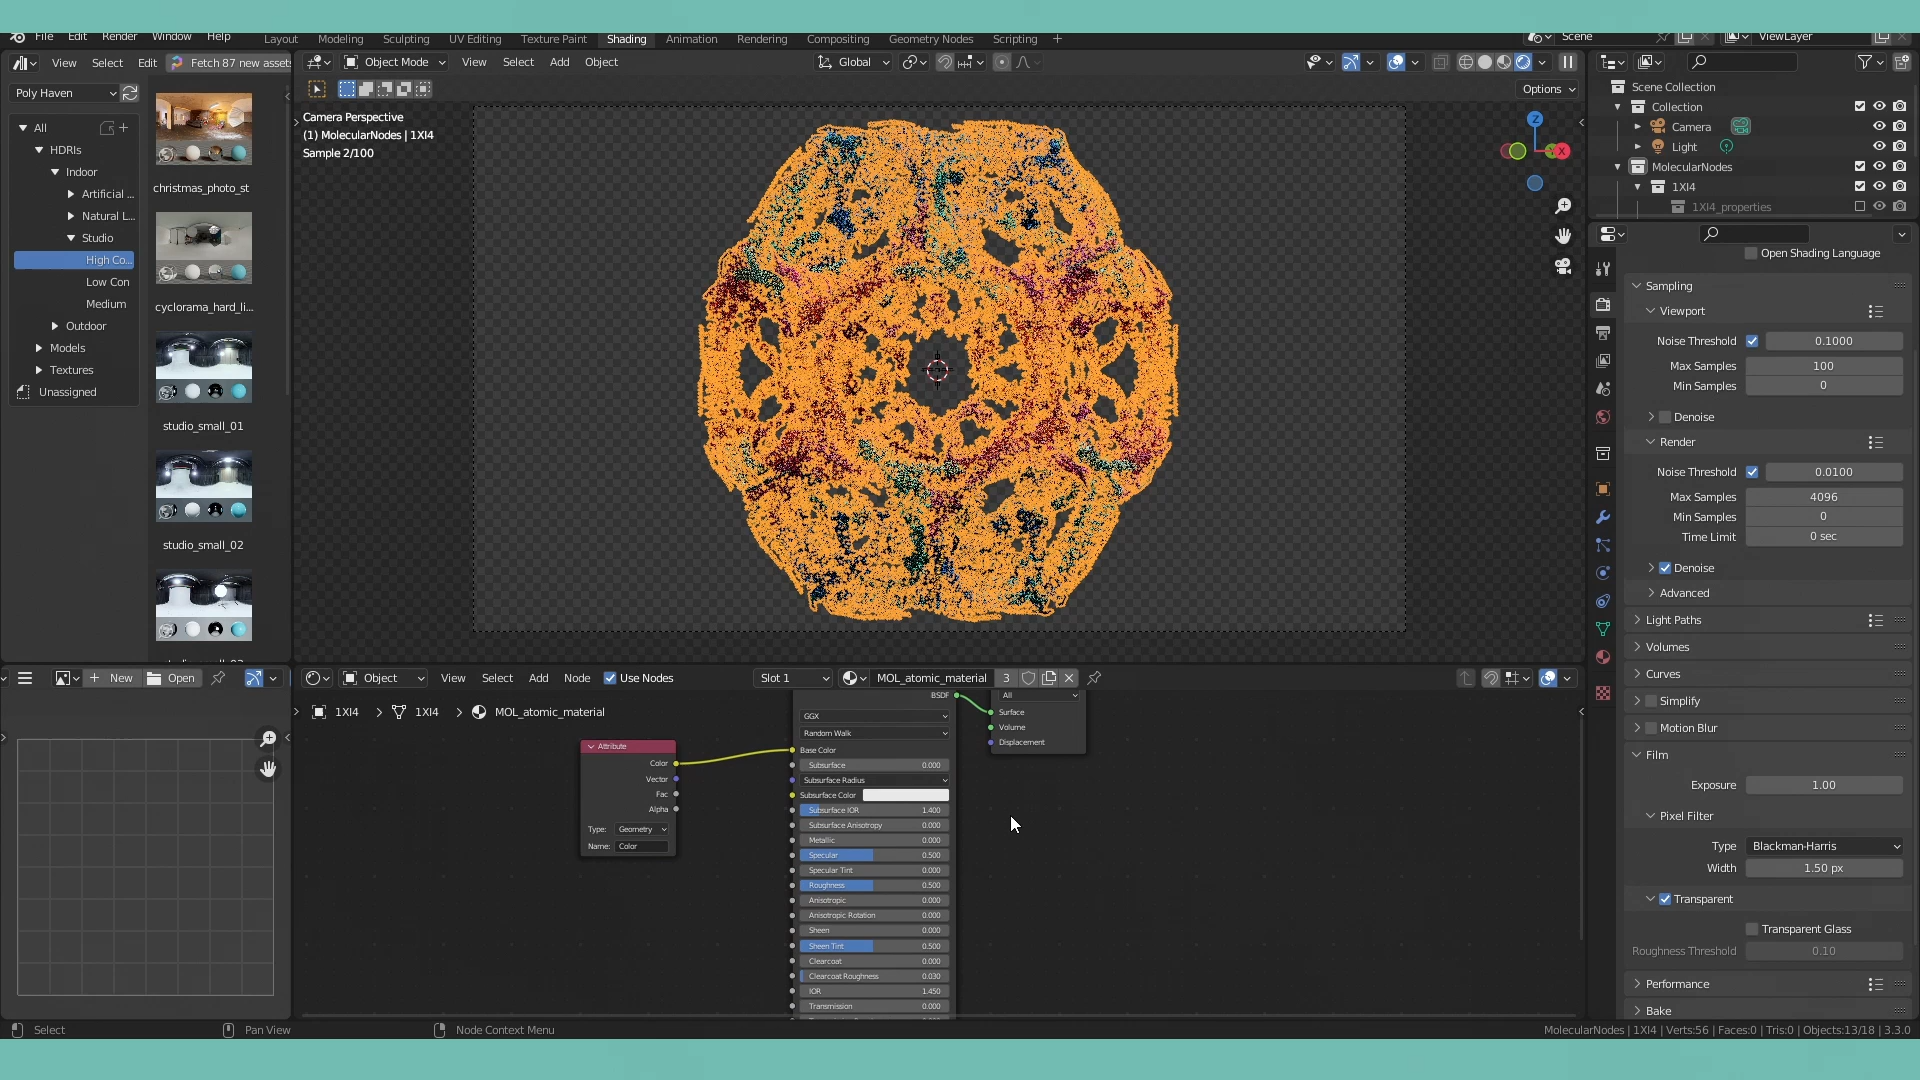 File Edit Render Window Help
Layout Modeling Sculpting UV Editing Texture Paint Shading Animation Rendering Compositing Geometry Nodes Scripting +
Scene
ViewLayer
View Select Edit Fetch 87 new assets
Object Mode View Select Add Object
Global
Options
Poly Haven
All
HDRIs
Indoor
Artificial ...
Natural L...
Studio
High Co...
Low Con
Medium
Outdoor
Models
Textures
Unassigned
christmas_photo_st
cyclorama_hard_li...
studio_small_01
studio_small_02
Camera Perspective
(1) MolecularNodes | 1XI4
Sample 2/100
Z
X
Scene Collection
Collection
Camera
Light
MolecularNodes
1XI4
1XI4_properties
Open Shading Language
Sampling
Viewport
Noise Threshold 0.1000
Max Samples 100
Min Samples 0
Denoise
Render
Noise Threshold 0.0100
Max Samples 4096
Min Samples 0
Time Limit 0 sec
Denoise
Advanced
Light Paths
Volumes
Curves
Simplify
Motion Blur
Film
Exposure 1.00
Pixel Filter
Type Blackman-Harris
Width 1.50 px
Transparent
Transparent Glass
Roughness Threshold 0.10
Performance
Bake
+ New Open
Object View Select Add Node Use Nodes Slot 1 MOL_atomic_material 3
1XI4 > 1XI4 > MOL_atomic_material
Attribute
Color
Vector
Fac
Alpha
Type: Geometry
Name: Color
BSDF
GGX
Random Walk
Base Color
Subsurface 0.000
Subsurface Radius
Subsurface Color
Subsurface IOR 1.400
Subsurface Anisotropy 0.000
Metallic 0.000
Specular 0.500
Specular Tint 0.000
Roughness 0.500
Anisotropic 0.000
Anisotropic Rotation 0.000
Sheen 0.000
Sheen Tint 0.500
Clearcoat 0.000
Clearcoat Roughness 0.030
IOR 1.450
Transmission 0.000
All
Surface
Volume
Displacement
Select
Pan View
Node Context Menu
MolecularNodes | 1XI4 | Verts:56 | Faces:0 | Tris:0 | Objects:13/18 | 3.3.0